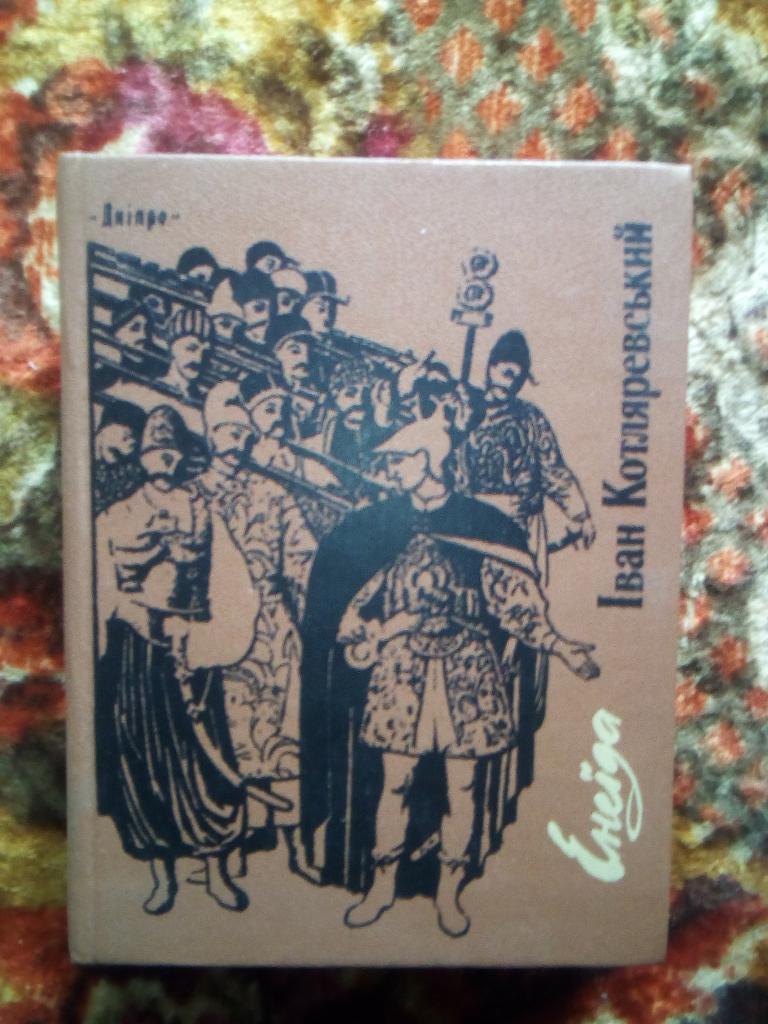 "Дніпро"
Іван Котляревський
Енеїда